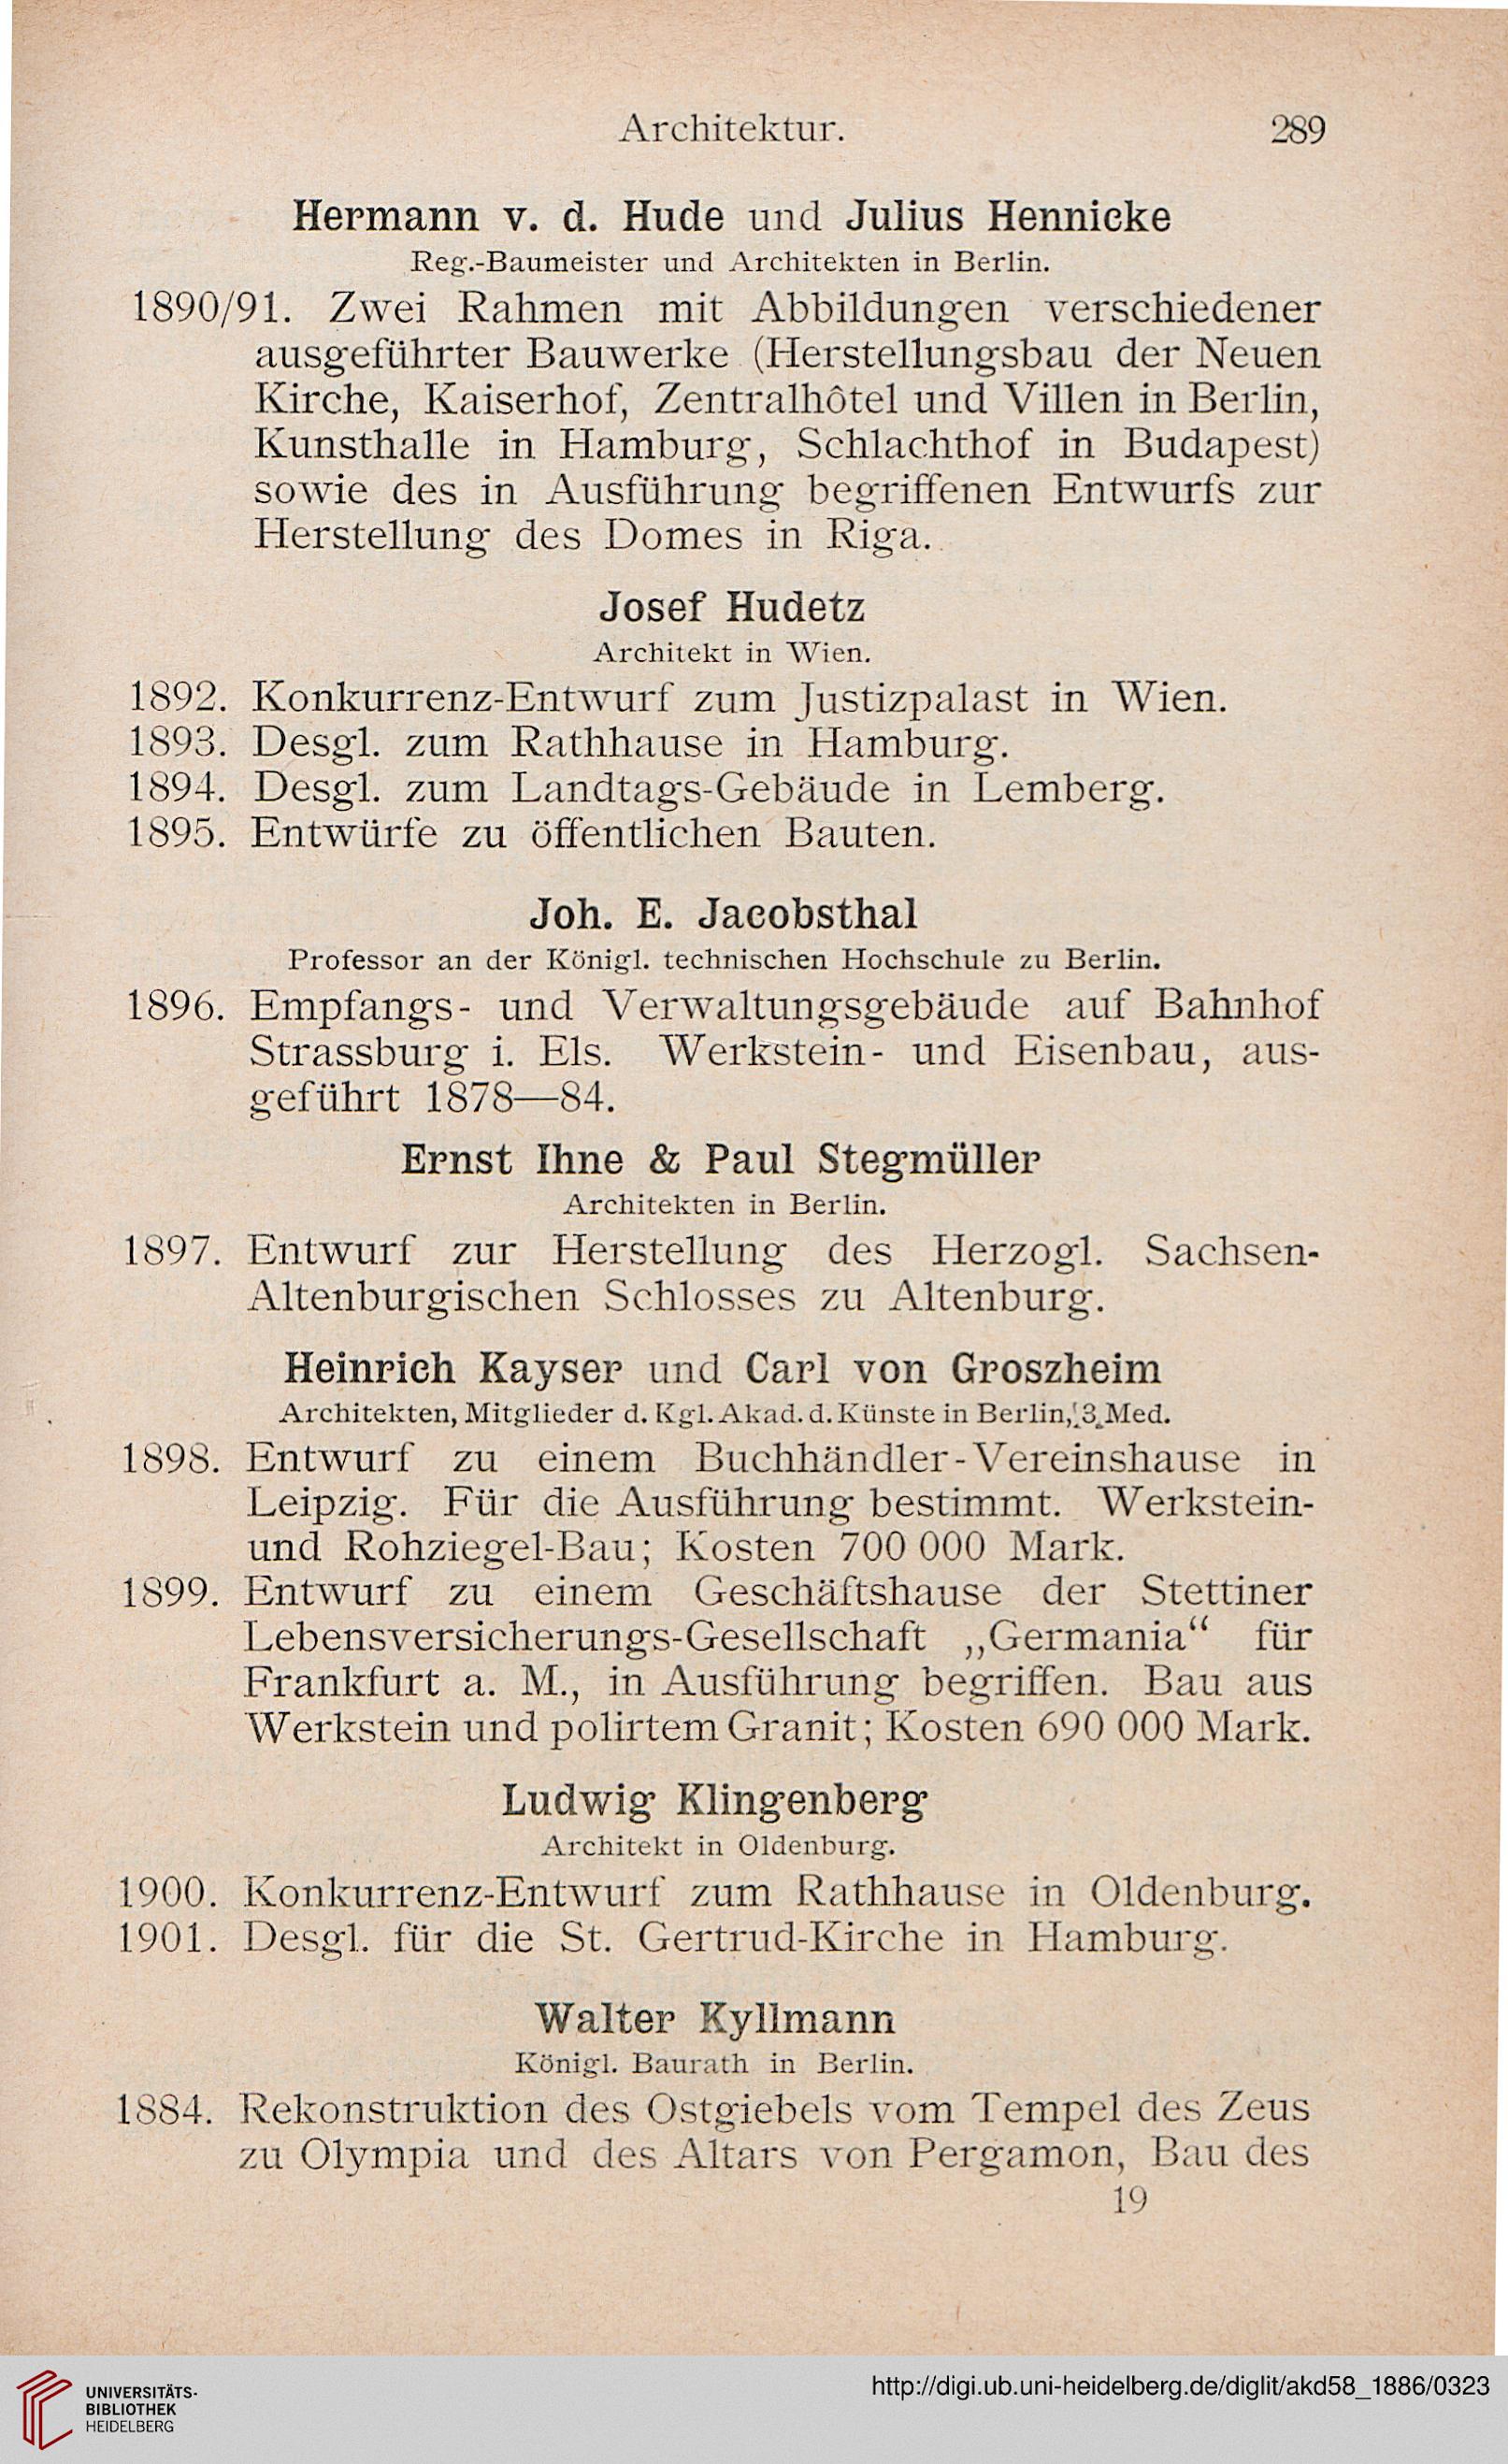 Architektur. 289
Hermann v. d. Hude und Julius Hennicke
Reg.-Baumeister und Architekten in Berlin.
1890/91. Zwei Rahmen mit Abbildungen verschiedener
ausgeführter Bauwerke (Herstellungsbau der Neuen
Kirche, Kaiserhof, Zentralhôtel und Villen in Berlin,
Kunsthalle in Hamburg, Schlachthof in Budapest)
sowie des in Ausführung begriffenen Entwurfs zur
Herstellung des Domes in Riga.
Josef Hudetz
Architekt in Wien.
1892. Konkurrenz-Entwurf zum Justizpalast in Wien.
1893. Desgl. zum Rathhause in Hamburg.
1894. Desgl. zum Landtags-Gebäude in Lemberg.
1895. Entwürfe zu öffentlichen Bauten.
Joh. E. Jacobsthal
Professor an der Königl. technischen Hochschule zu Berlin.
1896. Empfangs- und Verwaltungsgebäude auf Bahnhof
Strassburg i. Els. Werkstein- und Eisenbau, aus-
geführt 1878—84.
Ernst Ihne & Paul Stegmüller
Architekten in Berlin.
1897. Entwurf zur Herstellung des Herzogl. Sachsen-
Altenburgischen Schlosses zu Altenburg.
Heinrich Kayser und Carl von Groszheim
Architekten, Mitglieder d. Kgl. Akad. d. Künste in Berlin, 3 Med.
1898. Entwurf zu einem Buchhändler-Vereinshause in
Leipzig. Für die Ausführung bestimmt. Werkstein-
und Rohziegel-Bau; Kosten 700 000 Mark.
1899. Entwurf zu einem Geschäftshause der Stettiner
Lebensversicherungs-Gesellschaft „Germania“ für
Frankfurt a. M., in Ausführung begriffen. Bau aus
Werkstein und polirtem Granit; Kosten 690 000 Mark.
Ludwig Klingenberg
Architekt in Oldenburg.
1900. Konkurrenz-Entwurf zum Rathhause in Oldenburg.
1901. Desgl. für die St. Gertrud-Kirche in Hamburg.
Walter Kyllmann
Königl. Baurath in Berlin.
1884. Rekonstruktion des Ostgiebels vom Tempel des Zeus
zu Olympia und des Altars von Pergamon, Bau des
19
UNIVERSITÄTS-
BIBLIOTHEK
HEIDELBERG
http://digi.ub.uni-heidelberg.de/diglit/akd58_1886/0323